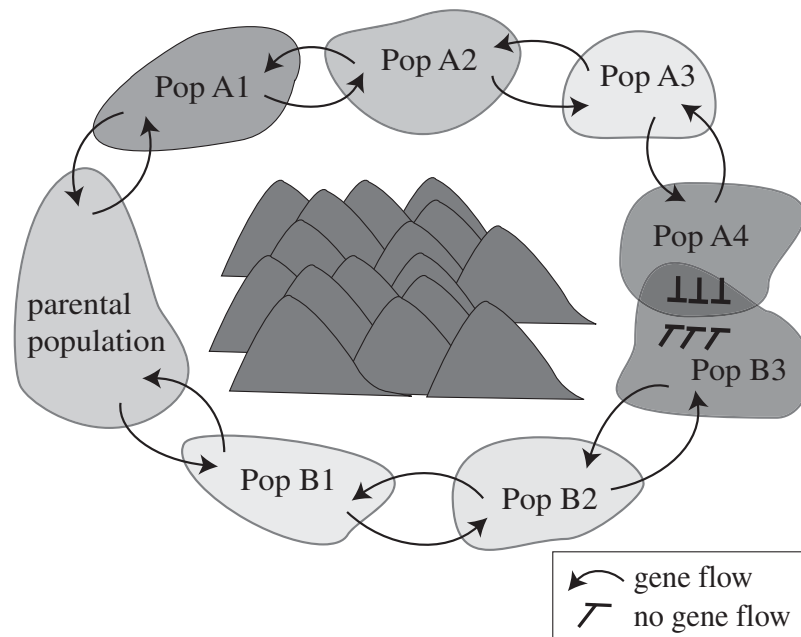 Pop A1
Pop A2
Pop A3
Pop A4
parental
population
Pop B3
Pop B1
Pop B2
gene flow
no gene flow